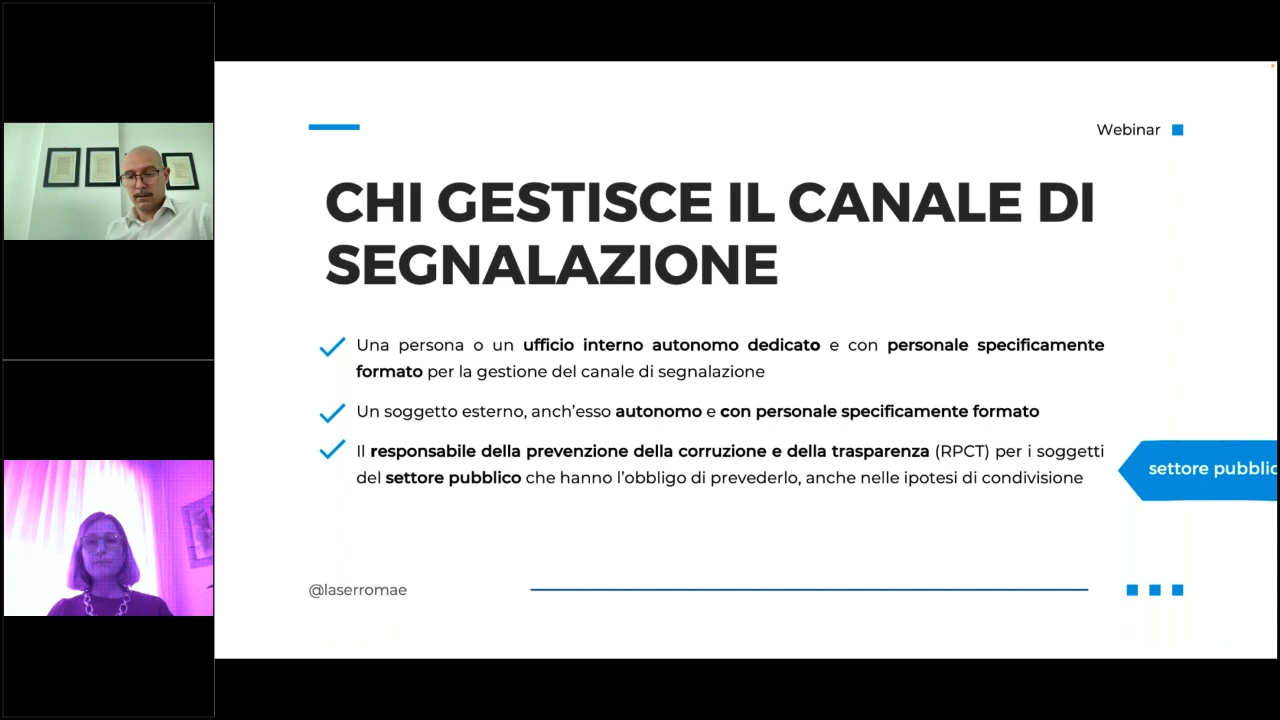 Webinar
CHI GESTISCE IL CANALE DI
SEGNALAZIONE
Una persona o un ufficio interno autonomo dedicato e con personale specificamente
formato per la gestione del canale di segnalazione
Un soggetto esterno, anch’esso autonomo e con personale specificamente formato
Il responsabile della prevenzione della corruzione e della trasparenza (RPCT) per i soggetti
del settore pubblico che hanno l’obbligo di prevederlo, anche nelle ipotesi di condivisione
settore pubblic
@laserromae